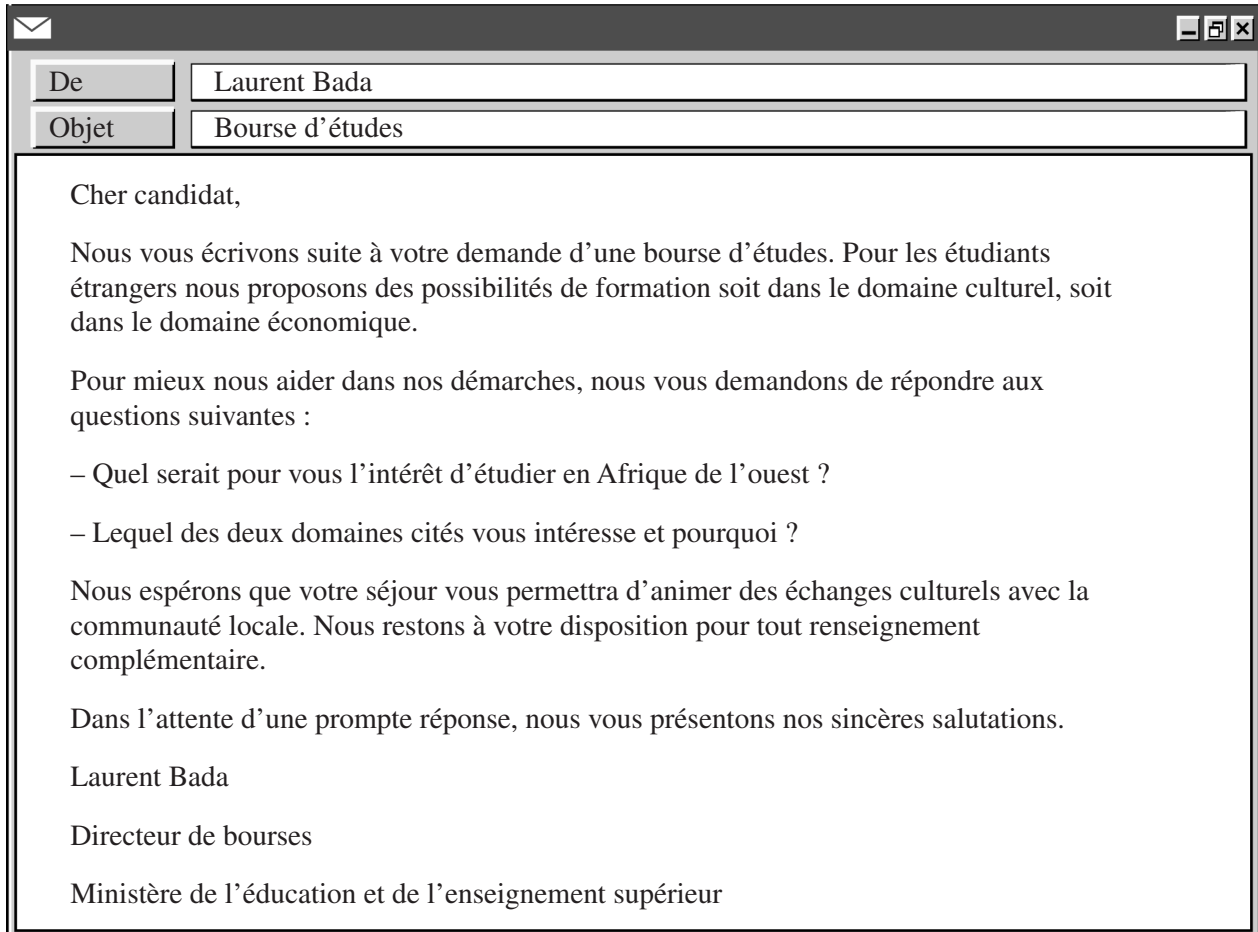 De
Laurent Bada
Objet
Bourse d’études
Cher candidat,
Nous vous écrivons suite à votre demande d’une bourse d’études. Pour les étudiants
étrangers nous proposons des possibilités de formation soit dans le domaine culturel, soit
dans le domaine économique.
Pour mieux nous aider dans nos démarches, nous vous demandons de répondre aux
questions suivantes :
– Quel serait pour vous l’intérêt d’étudier en Afrique de l’ouest ?
– Lequel des deux domaines cités vous intéresse et pourquoi ?
Nous espérons que votre séjour vous permettra d’animer des échanges culturels avec la
communauté locale. Nous restons à votre disposition pour tout renseignement
complémentaire.
Dans l’attente d’une prompte réponse, nous vous présentons nos sincères salutations.
Laurent Bada
Directeur de bourses
Ministère de l’éducation et de l’enseignement supérieur